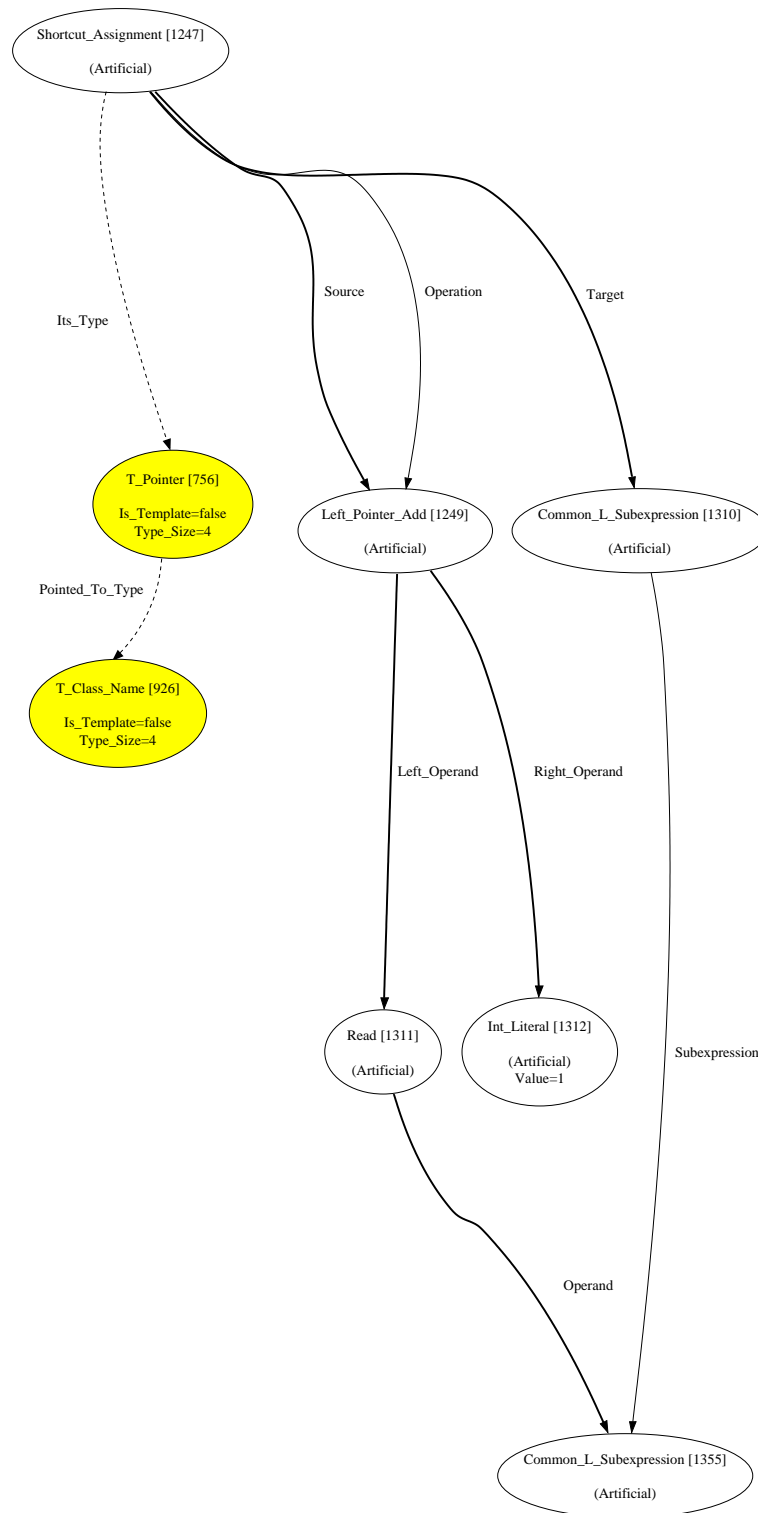 Shortcut_Assignment [1247]
(Artificial)
Source
Operation
Target
Its_Type
T_Pointer [756]
Is_Template=false
Type_Size=4
Left_Pointer_Add [1249]
(Artificial)
Common_L_Subexpression [1310]
(Artificial)
Pointed_To_Type
T_Class_Name [926]
Is_Template=false
Type_Size=4
Left_Operand
Right_Operand
Read [1311]
(Artificial)
Int_Literal [1312]
(Artificial)
Value=1
Subexpression
Operand
Common_L_Subexpression [1355]
(Artificial)